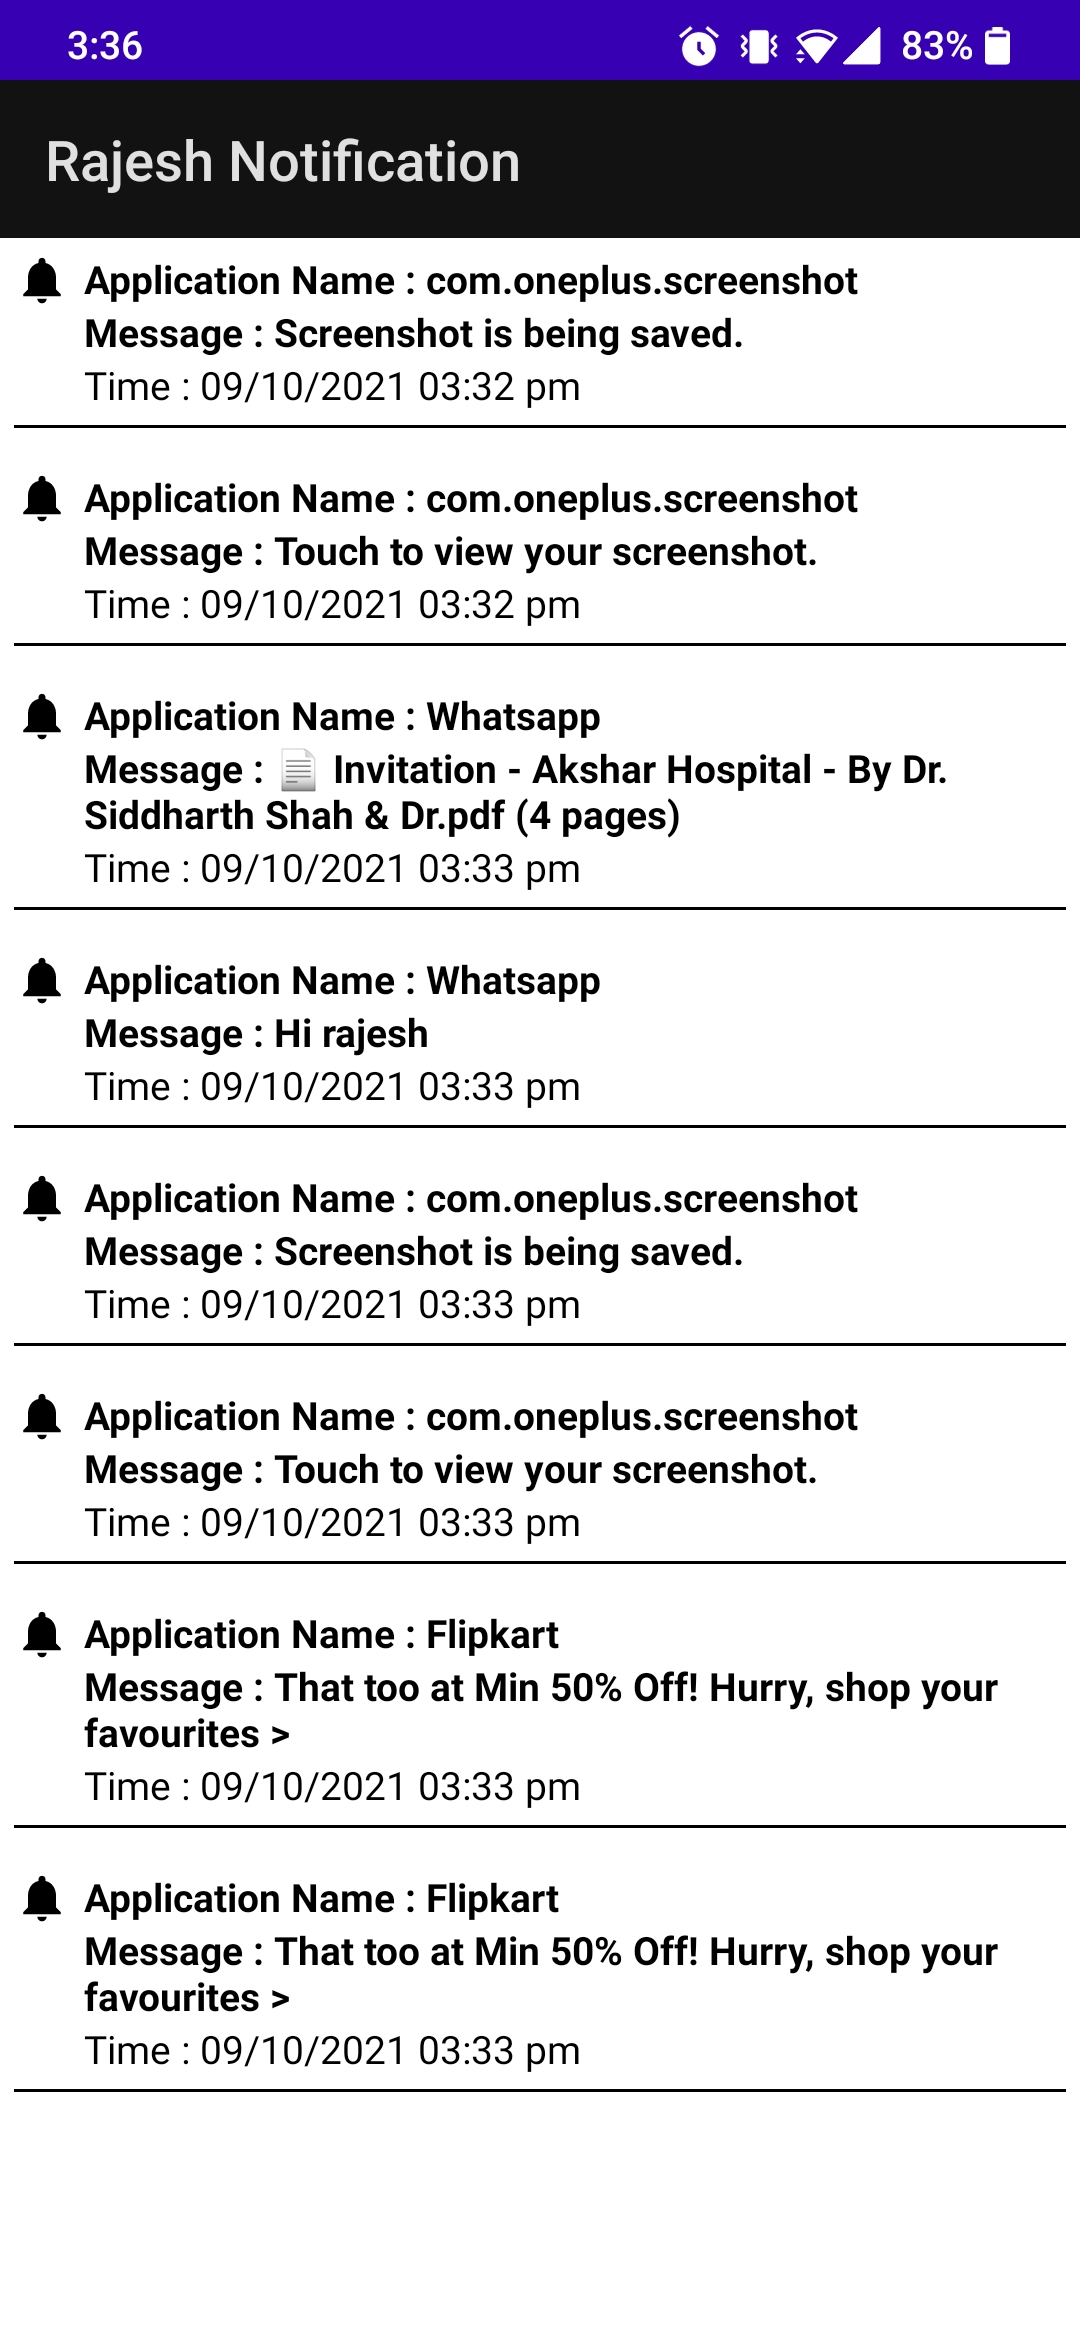 3:36 83%
Rajesh Notification
Application Name : com.oneplus.screenshot
Message : Screenshot is being saved.
Time : 09/10/2021 03:32 pm
Application Name : com.oneplus.screenshot
Message : Touch to view your screenshot.
Time : 09/10/2021 03:32 pm
Application Name : Whatsapp
Message : 📄 Invitation - Akshar Hospital - By Dr.
Siddharth Shah & Dr.pdf (4 pages)
Time : 09/10/2021 03:33 pm
Application Name : Whatsapp
Message : Hi rajesh
Time : 09/10/2021 03:33 pm
Application Name : com.oneplus.screenshot
Message : Screenshot is being saved.
Time : 09/10/2021 03:33 pm
Application Name : com.oneplus.screenshot
Message : Touch to view your screenshot.
Time : 09/10/2021 03:33 pm
Application Name : Flipkart
Message : That too at Min 50% Off! Hurry, shop your
favourites >
Time : 09/10/2021 03:33 pm
Application Name : Flipkart
Message : That too at Min 50% Off! Hurry, shop your
favourites >
Time : 09/10/2021 03:33 pm